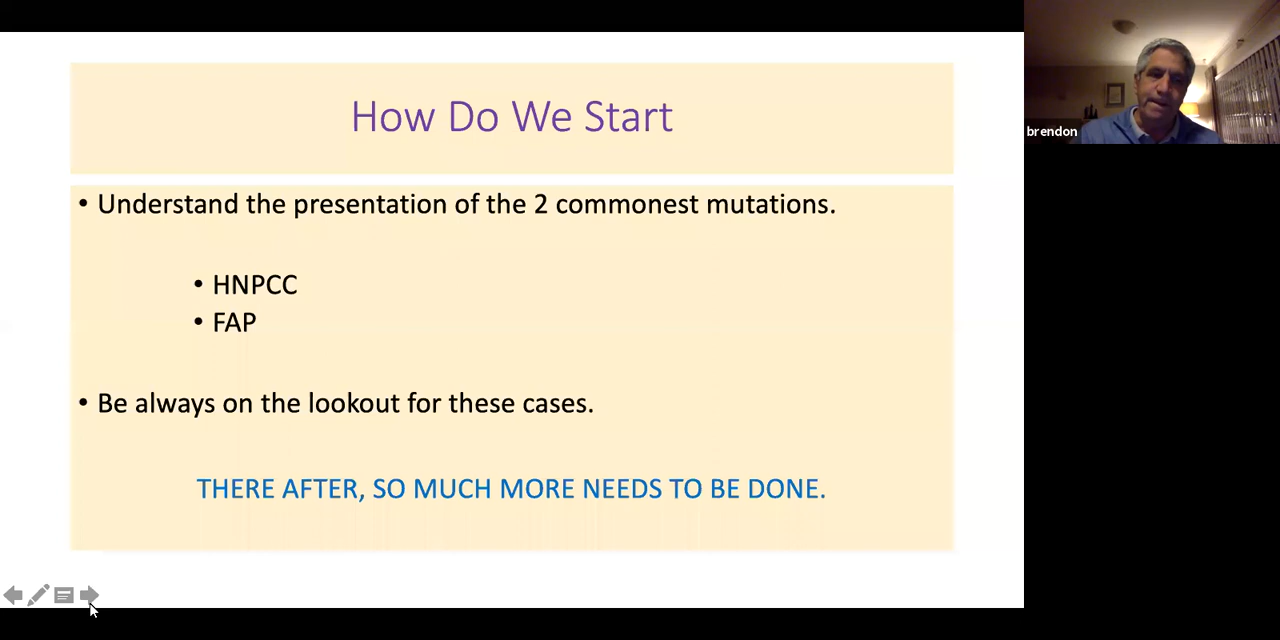 How Do We Start
• Understand the presentation of the 2 commonest mutations.
• HNPCC
• FAP
• Be always on the lookout for these cases.
THERE AFTER, SO MUCH MORE NEEDS TO BE DONE.
brendon